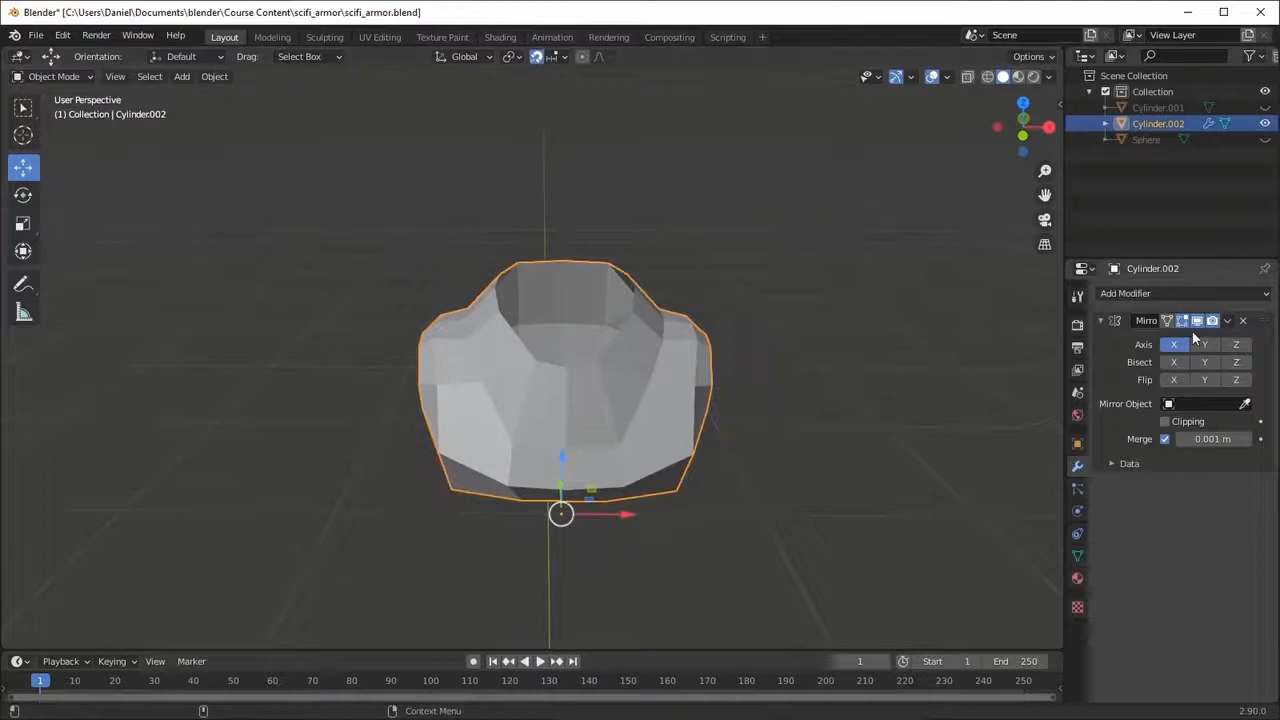 Blender* [C:\Users\Daniel\Documents\blender\Course Content\scifi_armor\scifi_armor.blend]
File Edit Render Window Help Layout Modeling Sculpting UV Editing Texture Paint Shading Animation Rendering Compositing Scripting + Scene View Layer
Orientation: Default Drag: Select Box Global Options
Object Mode View Select Add Object
User Perspective
(1) Collection | Cylinder.002
Z
X
Scene Collection
Collection
Cylinder.001
Cylinder.002
Sphere
Cylinder.002
Add Modifier
Mirro
Axis X Y Z
Bisect X Y Z
Flip X Y Z
Mirror Object
Clipping
Merge 0.001 m
Data
Playback Keying View Marker 1 Start 1 End 250
1 10 20 30 40 50 60 70 80 90 100 110 120 130 140 150 160 170 180 190 200 210 220 230 240 250
Context Menu 2.90.0